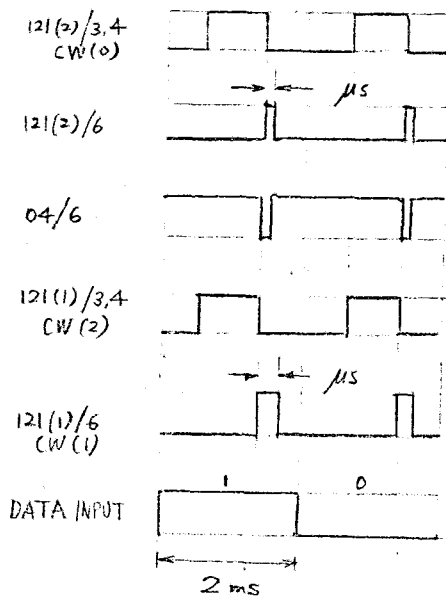 121(2)/3,4
CW(0)
μs
121(2)/6
04/6
121(1)/3,4
CW(2)
μs
121(1)/6
CW(1)
1 0
DATA INPUT
2 ms